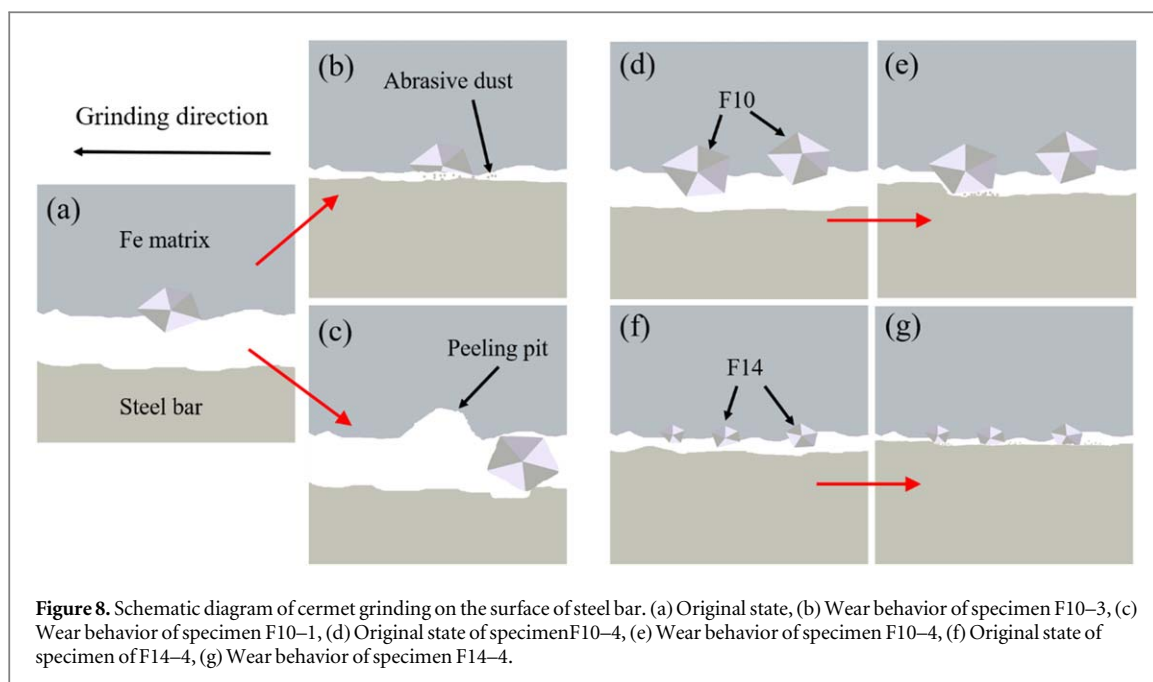 Grinding direction
(a)
Fe matrix
Steel bar
(b)
Abrasive dust
(c)
Peeling pit
(d)
F10
(e)
(f)
F14
(g)
Figure 8. Schematic diagram of cermet grinding on the surface of steel bar. (a) Original state, (b) Wear behavior of specimen F10–3, (c)
Wear behavior of specimen F10–1, (d) Original state of specimenF10–4, (e) Wear behavior of specimen F10–4, (f) Original state of
specimen of F14–4, (g) Wear behavior of specimen F14–4.